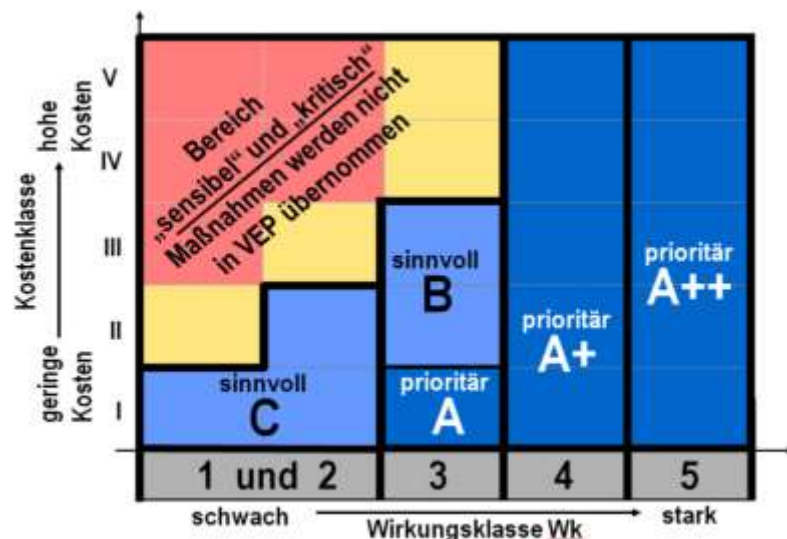 hohe
Kosten
Kostenklasse
geringe
Kosten
V
IV
III
II
I
Bereich
„sensibel“ und „kritisch“
Maßnahmen werden nicht
in VEP übernommen
sinnvoll
B
sinnvoll
C
prioritär
A
prioritär
A+
prioritär
A++
1 und 2
3
4
5
schwach
Wirkungsklasse Wk
stark